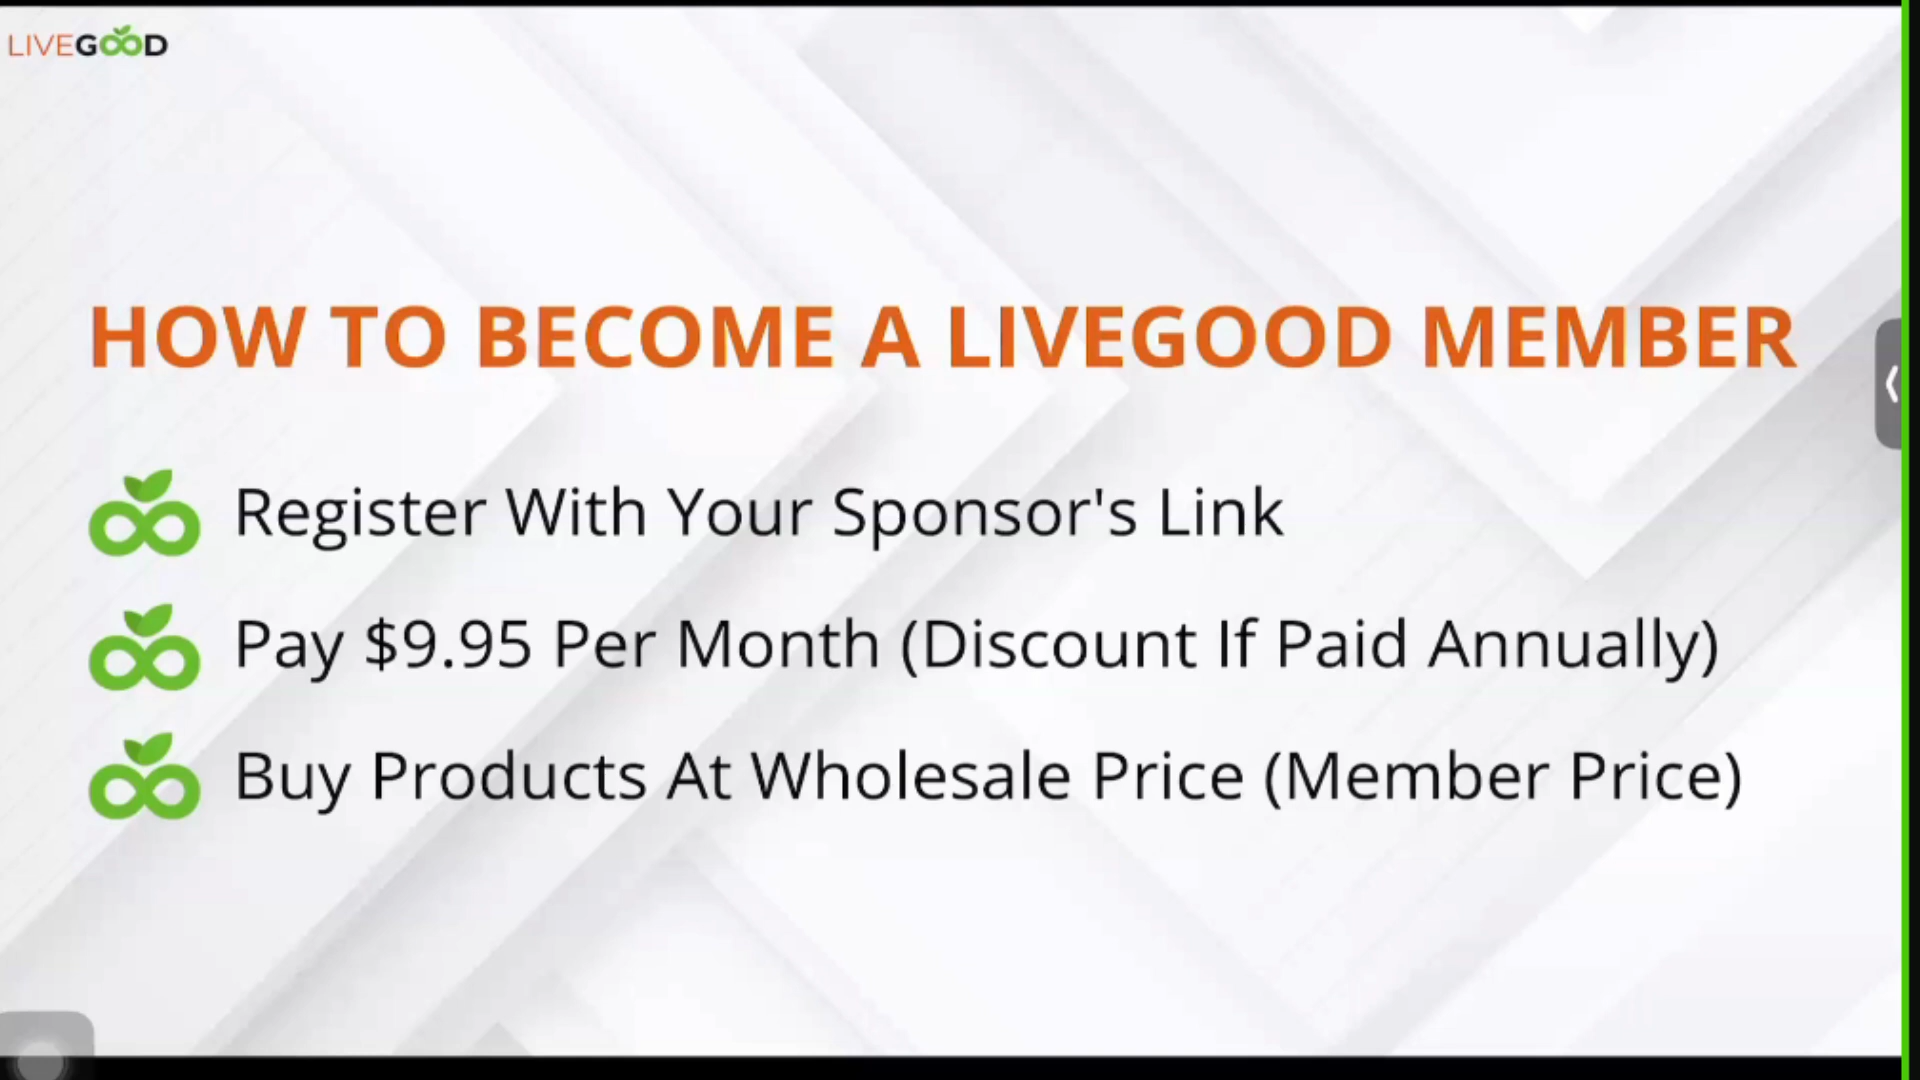 LIVEGOOD
HOW TO BECOME A LIVEGOOD MEMBER
Register With Your Sponsor's Link
Pay $9.95 Per Month (Discount If Paid Annually)
Buy Products At Wholesale Price (Member Price)